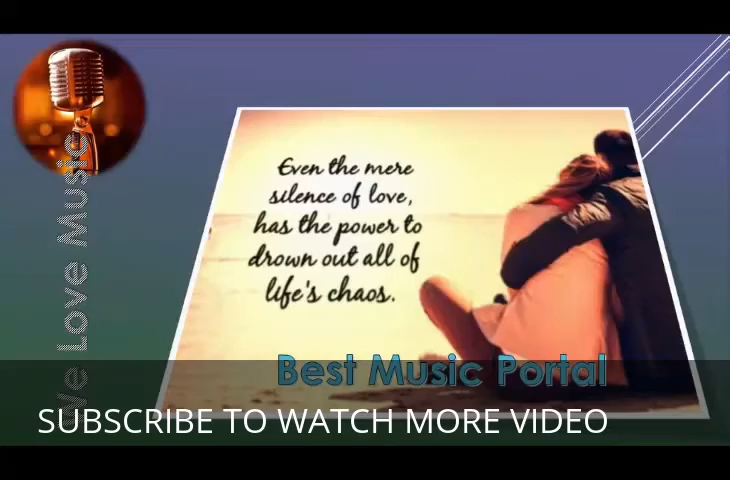 We Love Music
Even the mere
silence of love,
has the power to
drown out all of
life's chaos.
Best Music Portal
SUBSCRIBE TO WATCH MORE VIDEO